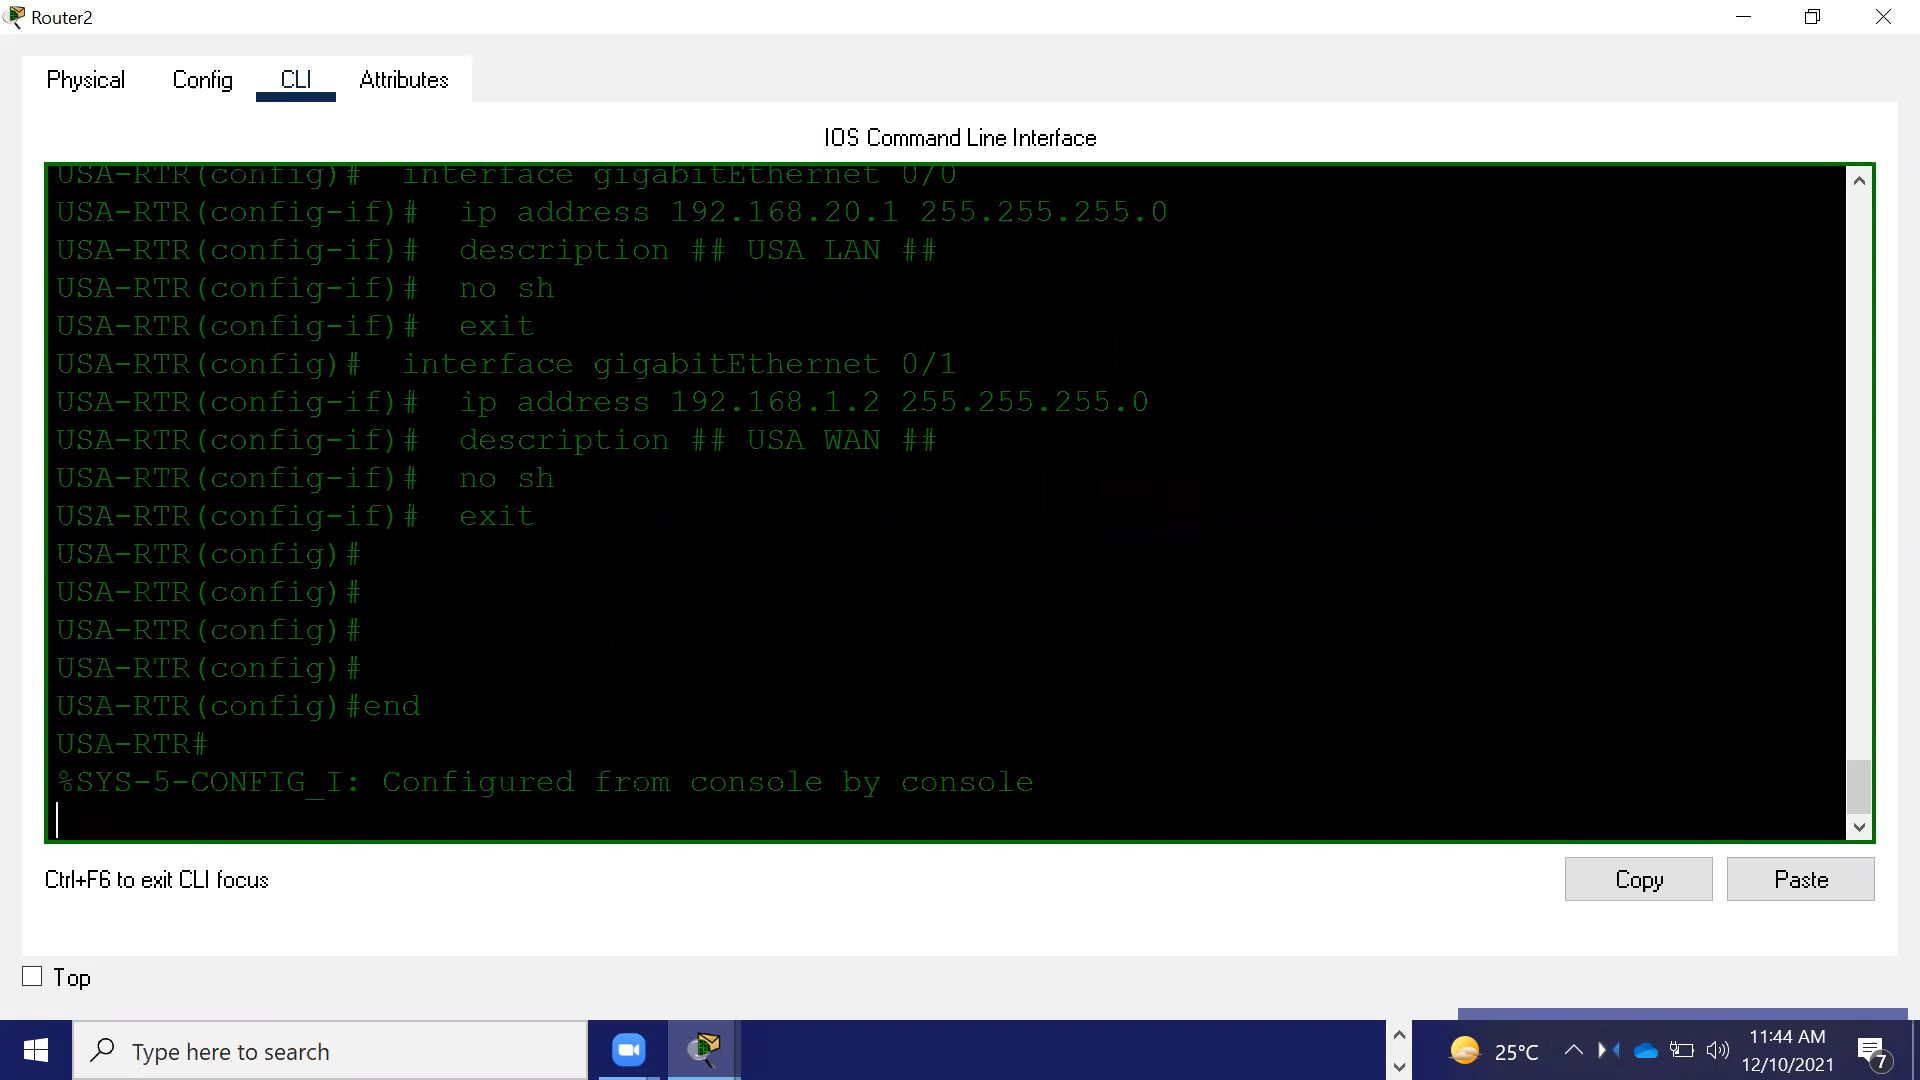 Router2
Physical Config CLI Attributes
IOS Command Line Interface
USA-RTR(config)#  interface gigabitEthernet 0/0
USA-RTR(config-if)#  ip address 192.168.20.1 255.255.255.0
USA-RTR(config-if)#  description ## USA LAN ##
USA-RTR(config-if)#  no sh
USA-RTR(config-if)#  exit
USA-RTR(config)#  interface gigabitEthernet 0/1
USA-RTR(config-if)#  ip address 192.168.1.2 255.255.255.0
USA-RTR(config-if)#  description ## USA WAN ##
USA-RTR(config-if)#  no sh
USA-RTR(config-if)#  exit
USA-RTR(config)#
USA-RTR(config)#
USA-RTR(config)#
USA-RTR(config)#
USA-RTR(config)#end
USA-RTR#
%SYS-5-CONFIG_I: Configured from console by console
Ctrl+F6 to exit CLI focus
Copy Paste
Top
Type here to search
25°C
11:44 AM
12/10/2021
7